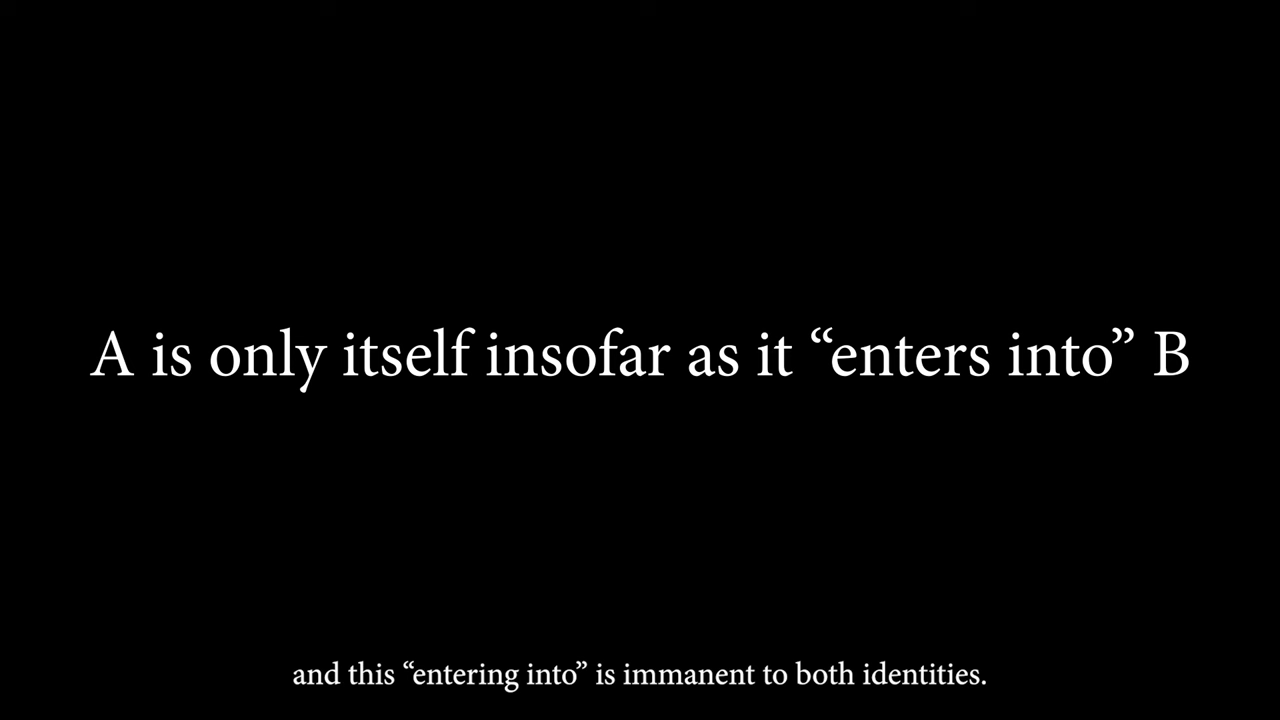 A is only itself insofar as it “enters into” B
and this “entering into” is immanent to both identities.